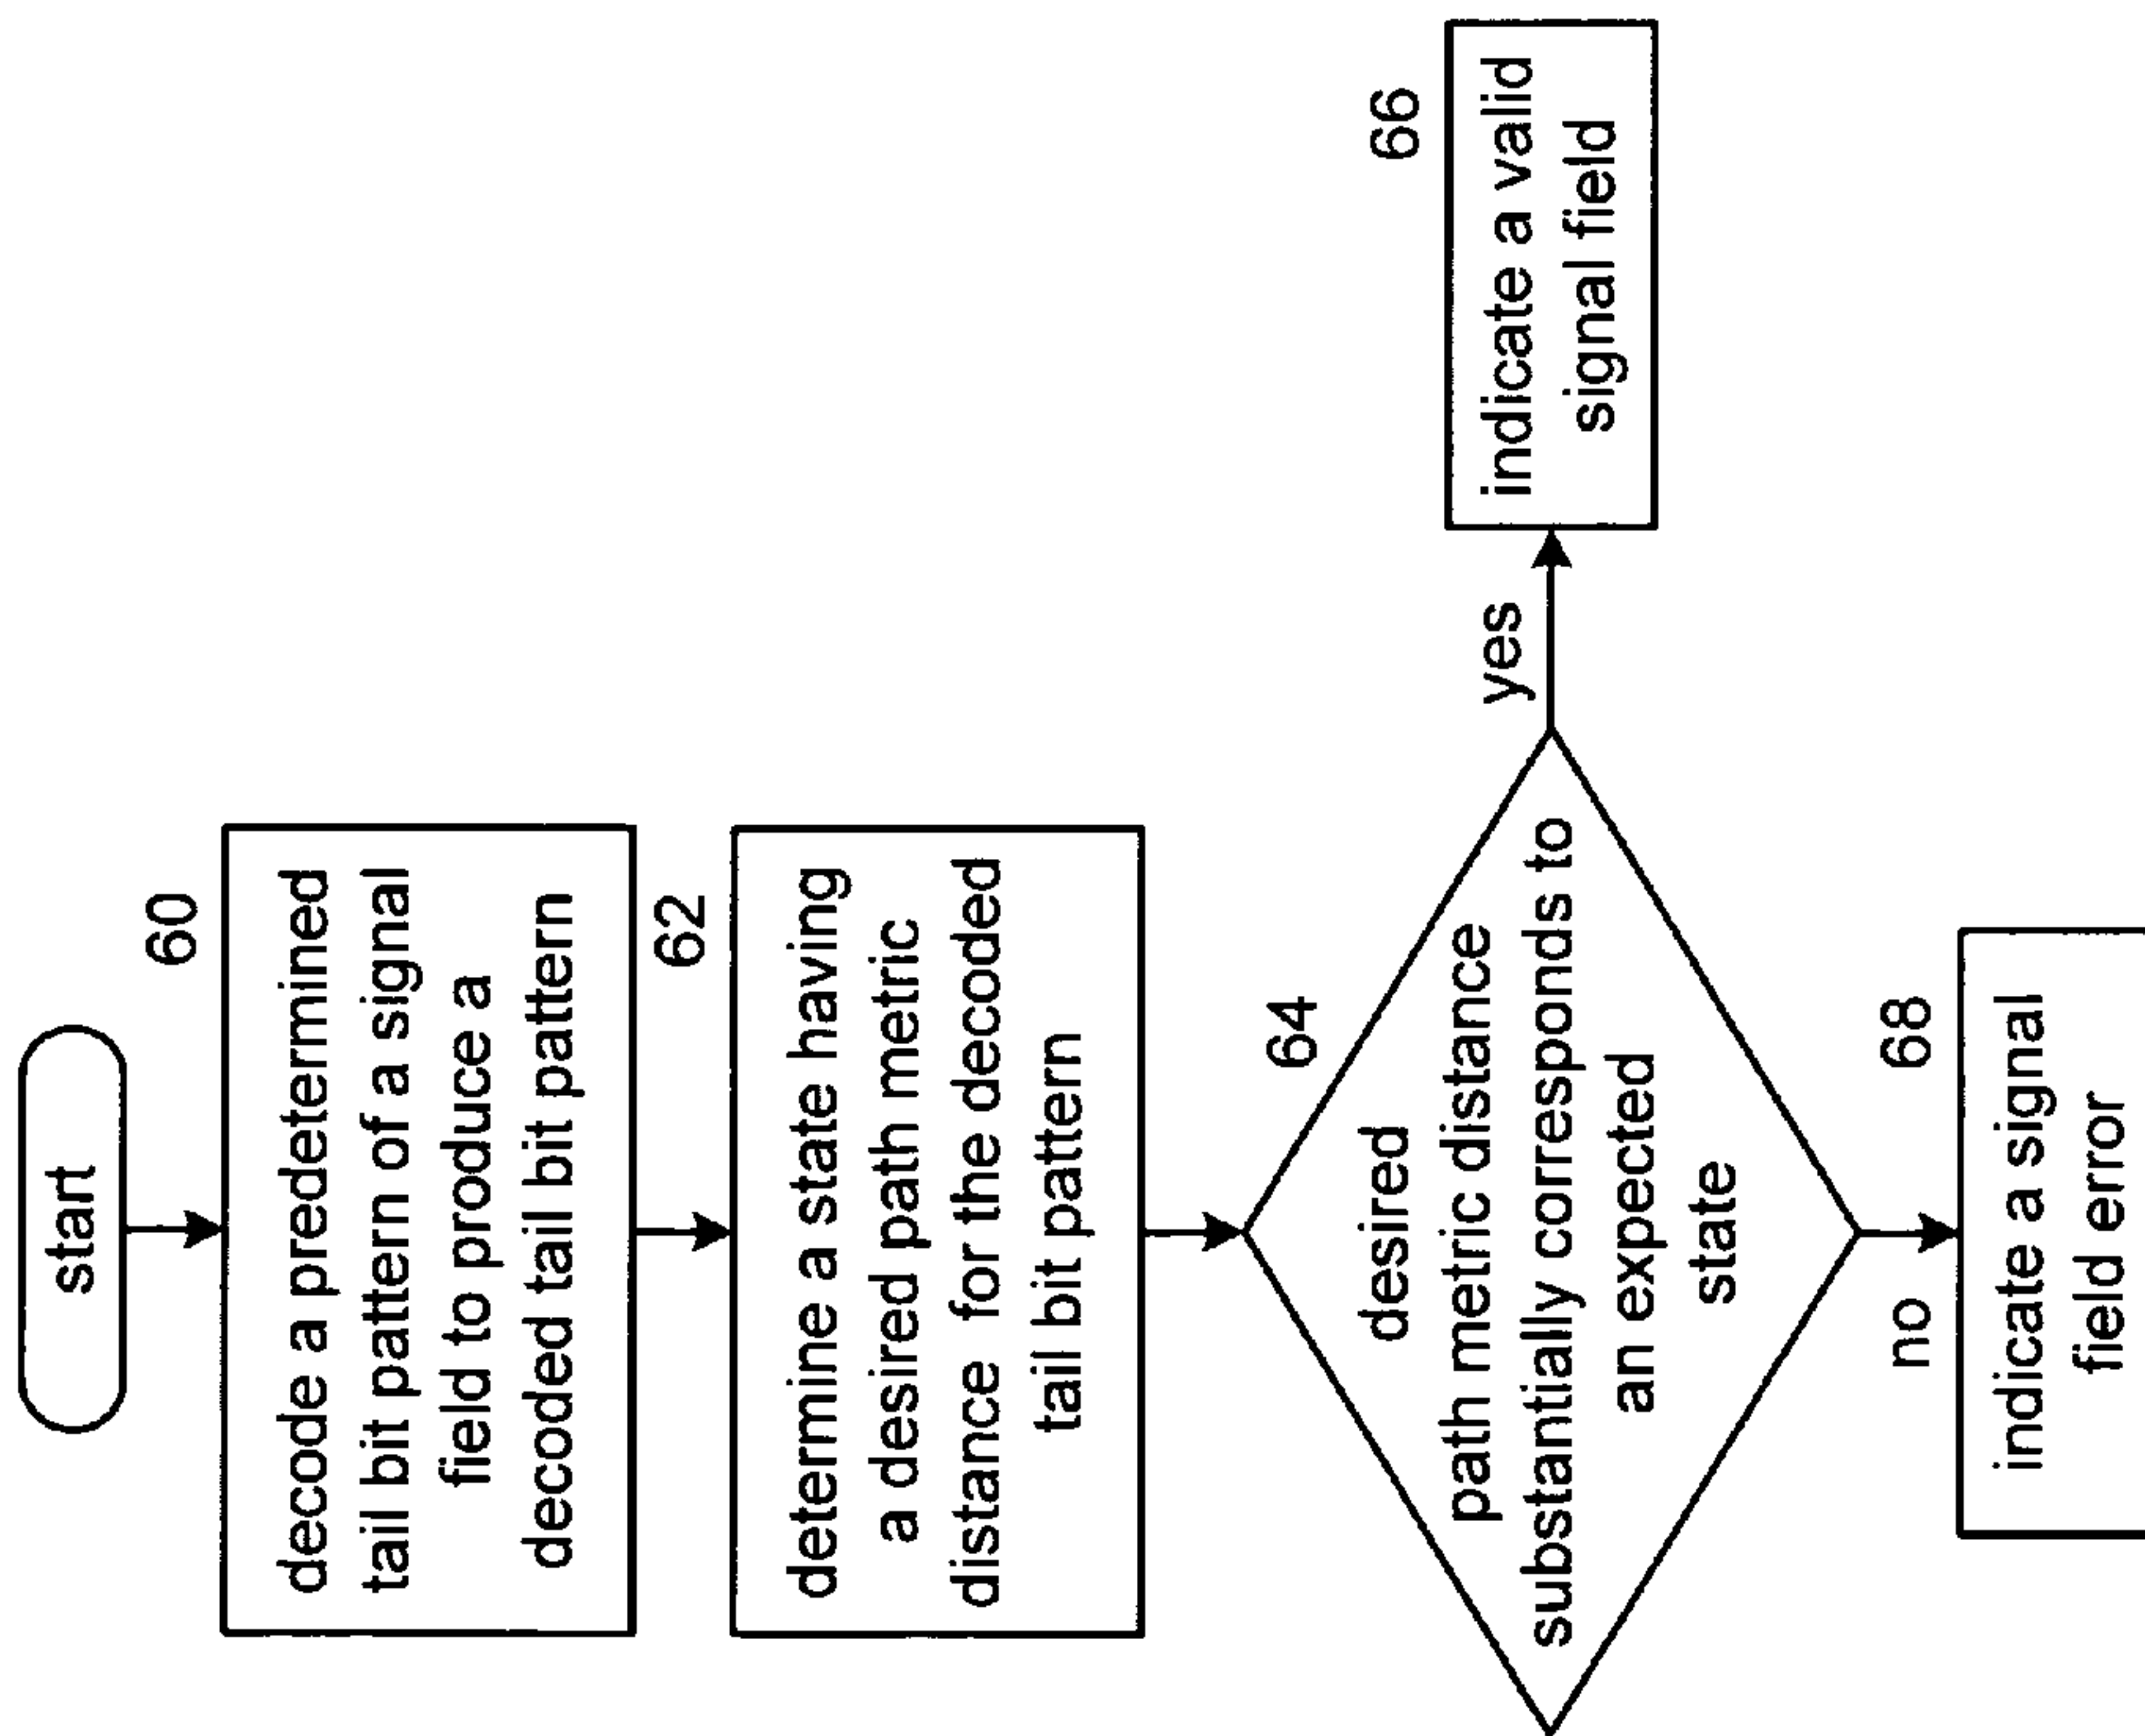 start
60
decode a predetermined
tail bit pattern of a signal
field to produce a
decoded tail bit pattern
62
determine a state having
a desired path metric
distance for the decoded
tail bit pattern
64
desired
path metric distance
substantially corresponds to
an expected
state
yes
66
indicate a valid
signal field
no
68
indicate a signal
field error